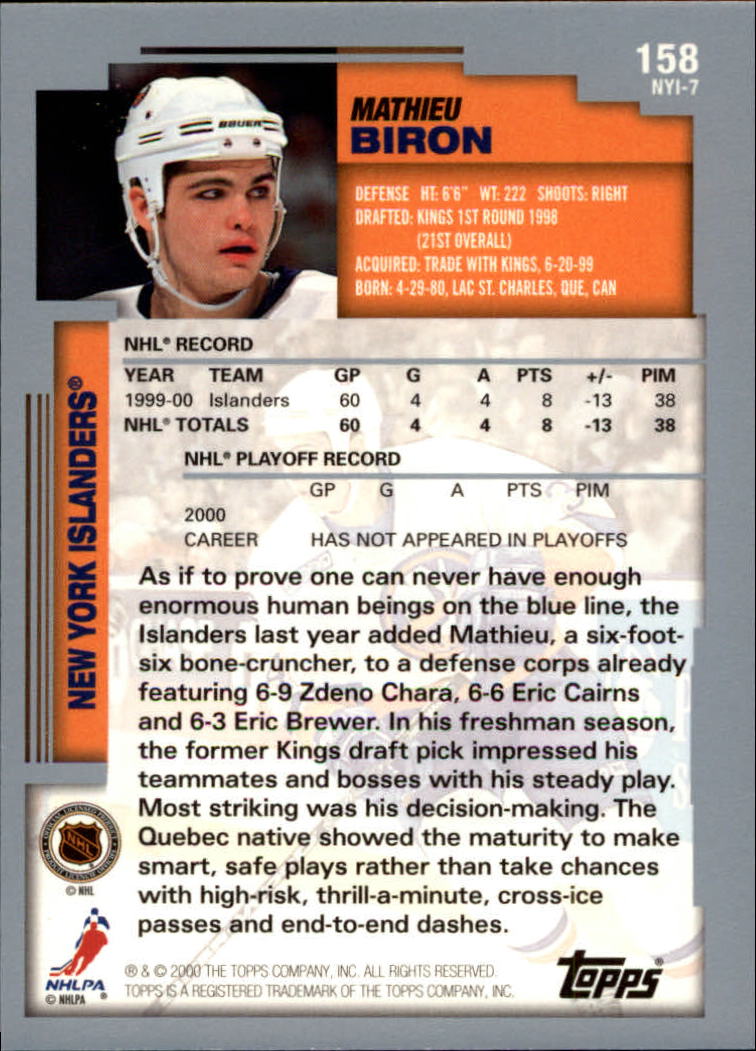 158
NYI-7
BAUER
MATHIEU
BIRON
DEFENSE HT: 6'6" WT: 222 SHOOTS: RIGHT
DRAFTED: KINGS 1ST ROUND 1998
(21ST OVERALL)
ACQUIRED: TRADE WITH KINGS, 6-20-99
BORN: 4-29-80, LAC ST. CHARLES, QUE, CAN
NEW YORK ISLANDERS®
NHL® RECORD
YEAR TEAM GP G A PTS +/- PIM
1999-00 Islanders 60 4 4 8 -13 38
NHL® TOTALS 60 4 4 8 -13 38
NHL® PLAYOFF RECORD
GP G A PTS PIM
2000
CAREER HAS NOT APPEARED IN PLAYOFFS
As if to prove one can never have enough
enormous human beings on the blue line, the
Islanders last year added Mathieu, a six-foot-
six bone-cruncher, to a defense corps already
featuring 6-9 Zdeno Chara, 6-6 Eric Cairns
and 6-3 Eric Brewer. In his freshman season,
the former Kings draft pick impressed his
teammates and bosses with his steady play.
Most striking was his decision-making. The
Quebec native showed the maturity to make
smart, safe plays rather than take chances
with high-risk, thrill-a-minute, cross-ice
passes and end-to-end dashes.
NHL
© NHL
NHLPA ®
© NHLPA
® & © 2000 THE TOPPS COMPANY, INC. ALL RIGHTS RESERVED.
TOPPS IS A REGISTERED TRADEMARK OF THE TOPPS COMPANY, INC.
Topps®